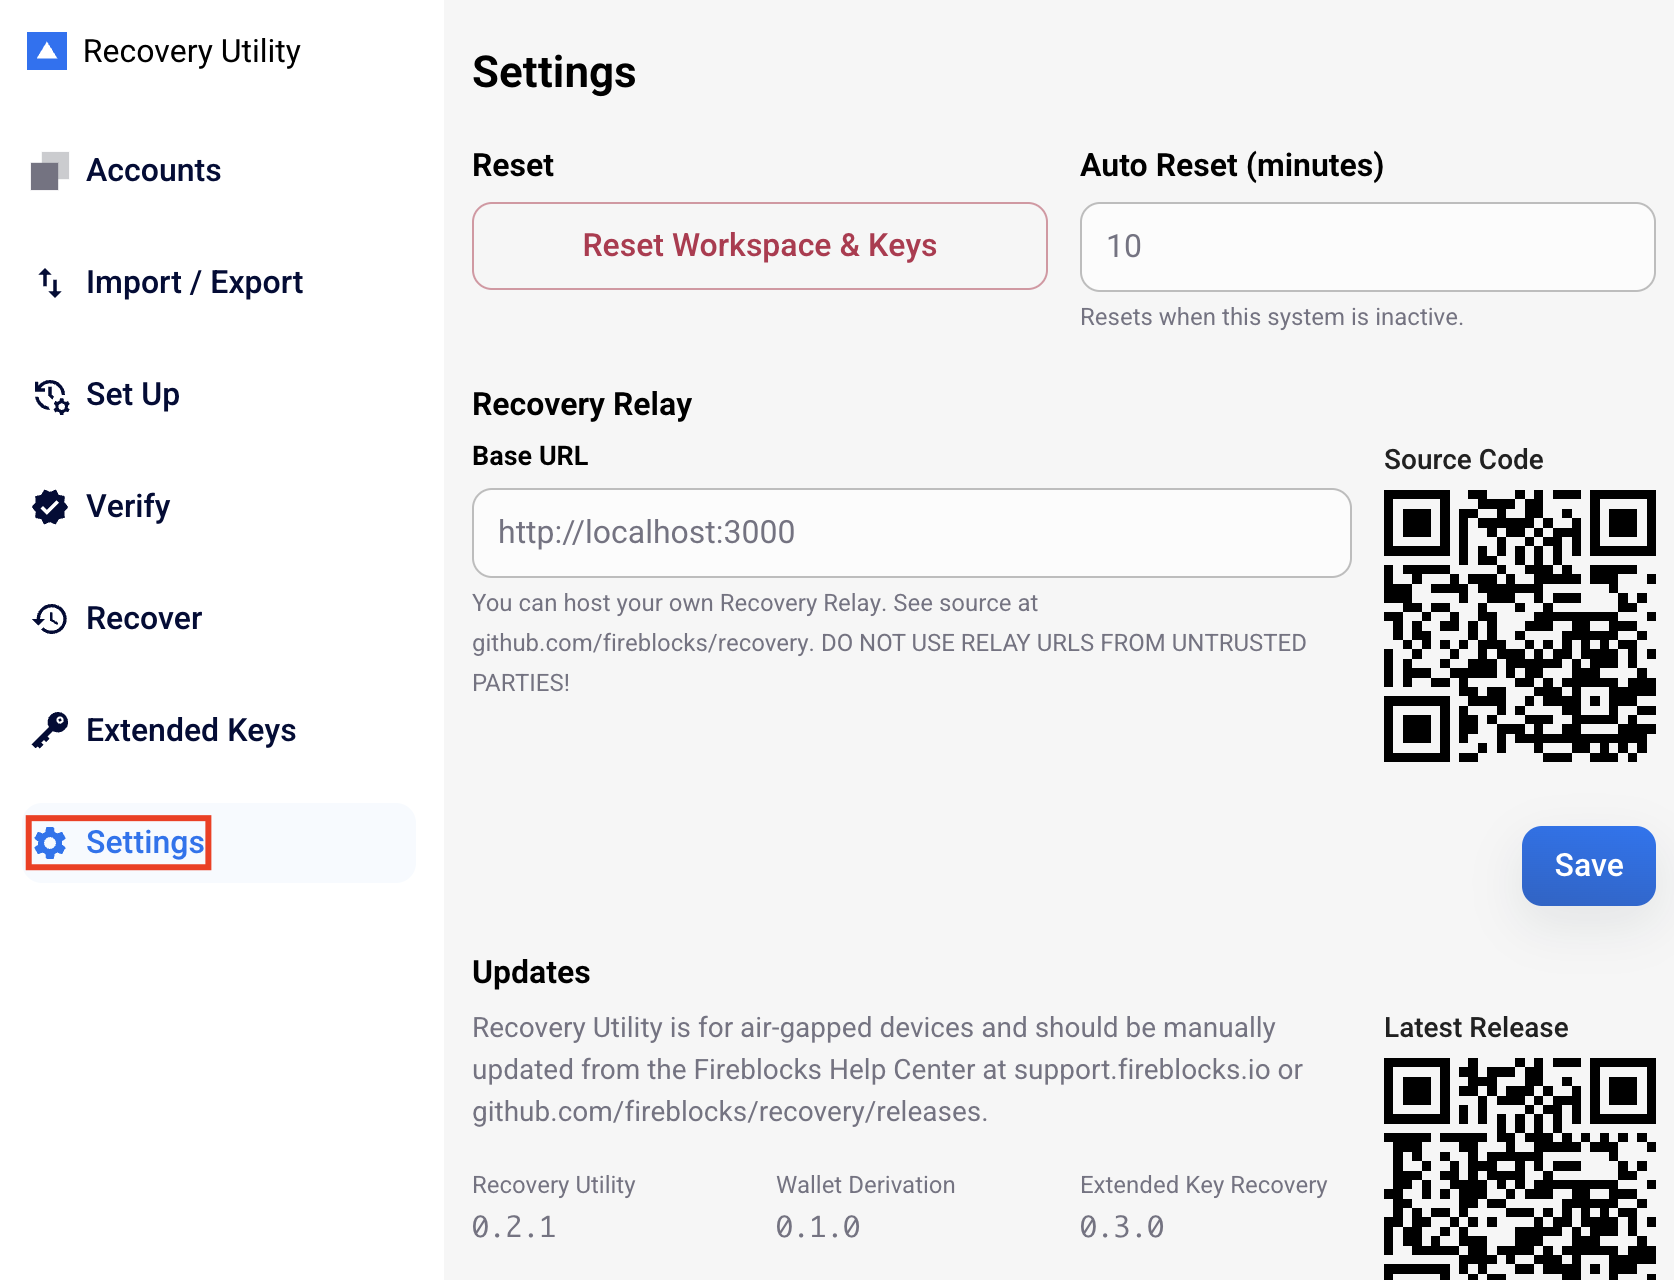 Recovery Utility
Accounts
Import / Export
Set Up
Verify
Recover
Extended Keys
Settings
Settings
Reset
Reset Workspace & Keys
Auto Reset (minutes)
10
Resets when this system is inactive.
Recovery Relay
Base URL
http://localhost:3000
You can host your own Recovery Relay. See source at
github.com/fireblocks/recovery. DO NOT USE RELAY URLS FROM UNTRUSTED
PARTIES!
Source Code
Save
Updates
Recovery Utility is for air-gapped devices and should be manually
updated from the Fireblocks Help Center at support.fireblocks.io or
github.com/fireblocks/recovery/releases.
Latest Release
Recovery Utility
0.2.1
Wallet Derivation
0.1.0
Extended Key Recovery
0.3.0